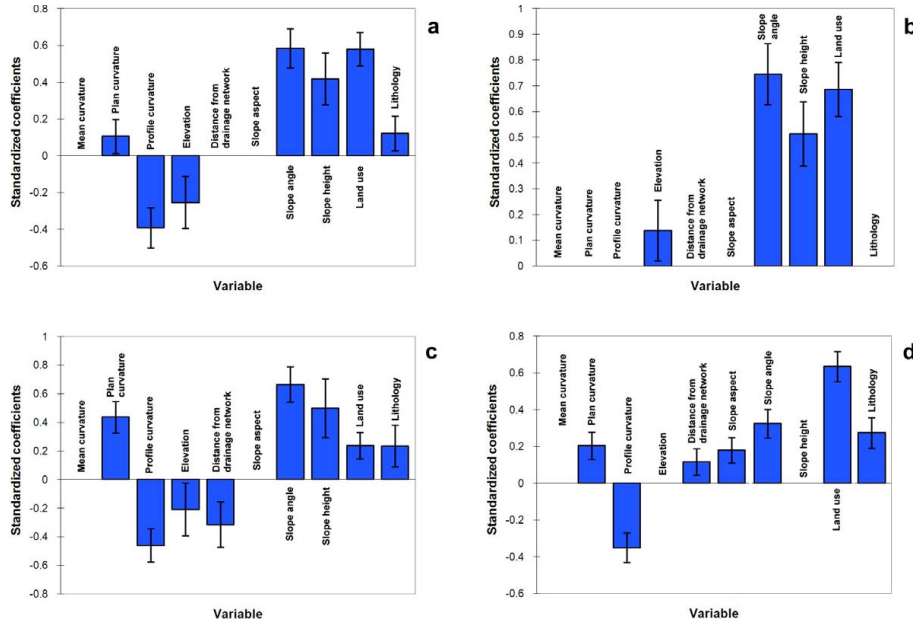 a
Standardized coefficients
0.8
0.6
0.4
0.2
0
-0.2
-0.4
-0.6
Mean curvature
Plan curvature
Profile curvature
Elevation
Distance from
drainage network
Slope aspect
Slope angle
Slope height
Land use
Lithology
Variable
b
Standardized coefficients
1
0.9
0.8
0.7
0.6
0.5
0.4
0.3
0.2
0.1
0
Mean curvature
Plan curvature
Profile curvature
Elevation
Distance from
drainage network
Slope aspect
Slope
angle
Slope height
Land use
Lithology
Variable
c
Standardized coefficients
1
0.8
0.6
0.4
0.2
0
-0.2
-0.4
-0.6
-0.8
Mean curvature
Plan
curvature
Profile curvature
Elevation
Distance from
drainage network
Slope aspect
Slope angle
Slope height
Land use
Lithology
Variable
d
Standardized coefficients
0.8
0.6
0.4
0.2
0
-0.2
-0.4
-0.6
Mean curvature
Plan curvature
Profile curvature
Elevation
Distance from
drainage network
Slope aspect
Slope angle
Slope height
Land use
Lithology
Variable